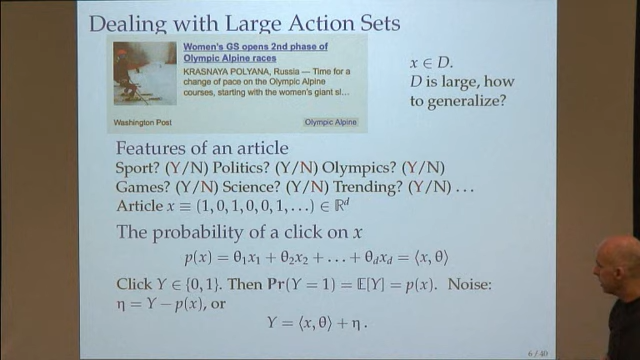 Dealing with Large Action Sets
Women's GS opens 2nd phase of
Olympic Alpine races
KRASNAYA POLYANA, Russia — Time for a
change of pace on the Olympic Alpine
courses, starting with the women's giant sl...
Washington Post
Olympic Alpine
x ∈ D.
D is large, how
to generalize?
Features of an article
Sport? (Y/N) Politics? (Y/N) Olympics? (Y/N)
Games? (Y/N) Science? (Y/N) Trending? (Y/N) ...
Article x ≡ (1, 0, 1, 0, 0, 1, ...) ∈ ℝ^d
The probability of a click on x
p(x) = θ₁x₁ + θ₂x₂ + ... + θ_d x_d = ⟨x, θ⟩
Click Y ∈ {0, 1}. Then Pr(Y = 1) = 𝔼[Y] = p(x). Noise:
η = Y − p(x), or
Y = ⟨x, θ⟩ + η.
6 / 40